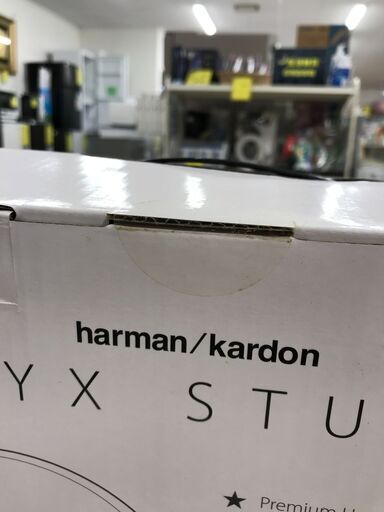 harman/kardon
YX STU
★ Premium